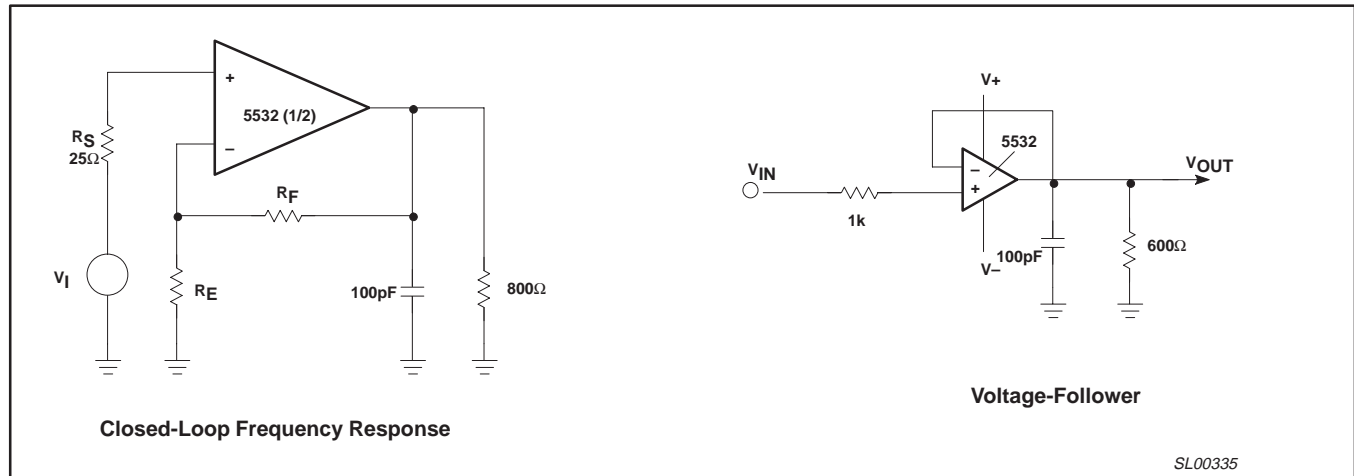 +
5532 (1/2)
–
RS
25Ω
RF
VI
RE
100pF
800Ω
Closed-Loop Frequency Response
V+
5532
VIN
–
+
VOUT
1k
V–
100pF
600Ω
Voltage-Follower
SL00335